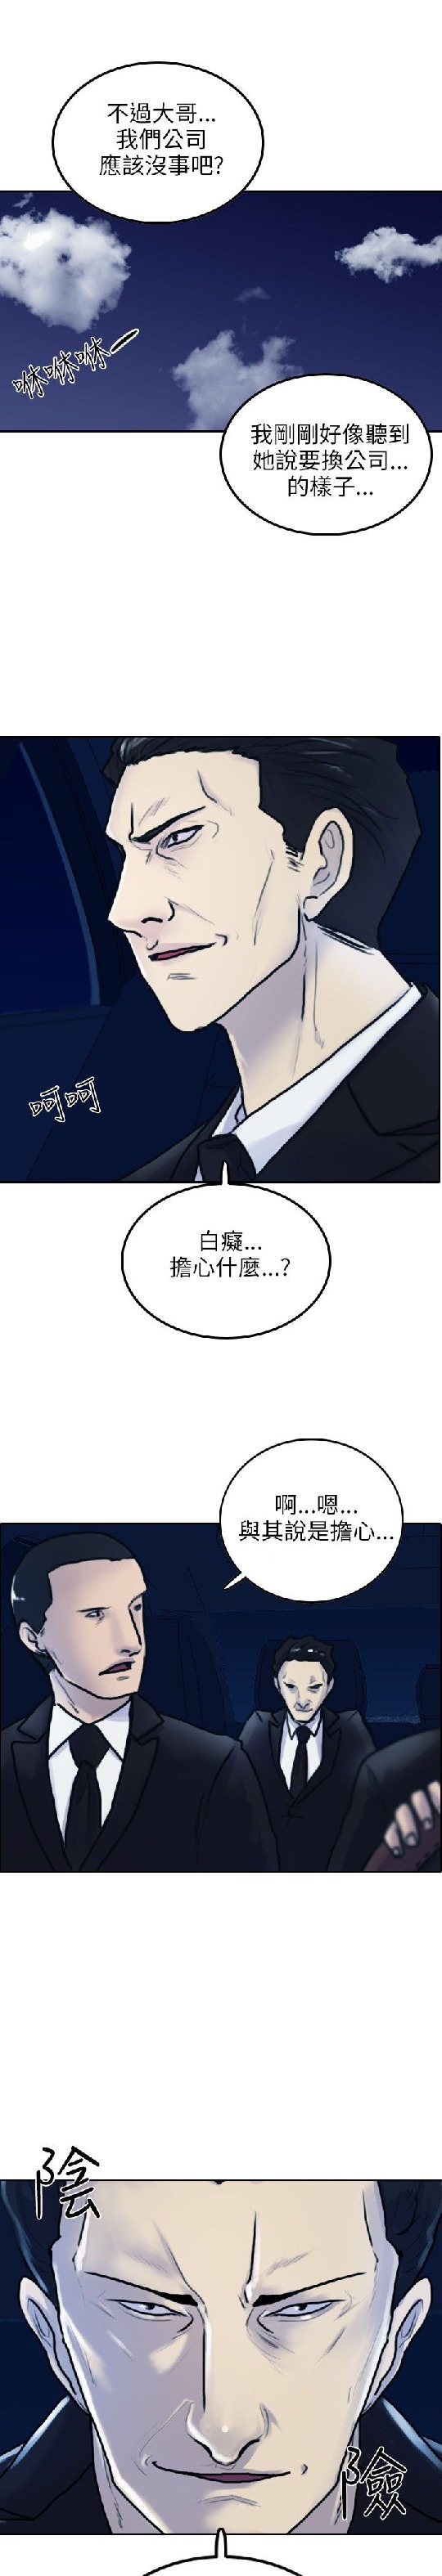 不過大哥...
我們公司
應該沒事吧?
咻咻咻
我剛剛好像聽到
她說要換公司...
的樣子...
呵呵
白癡...
擔心什麼...?
啊...嗯...
與其說是擔心...
陰
險